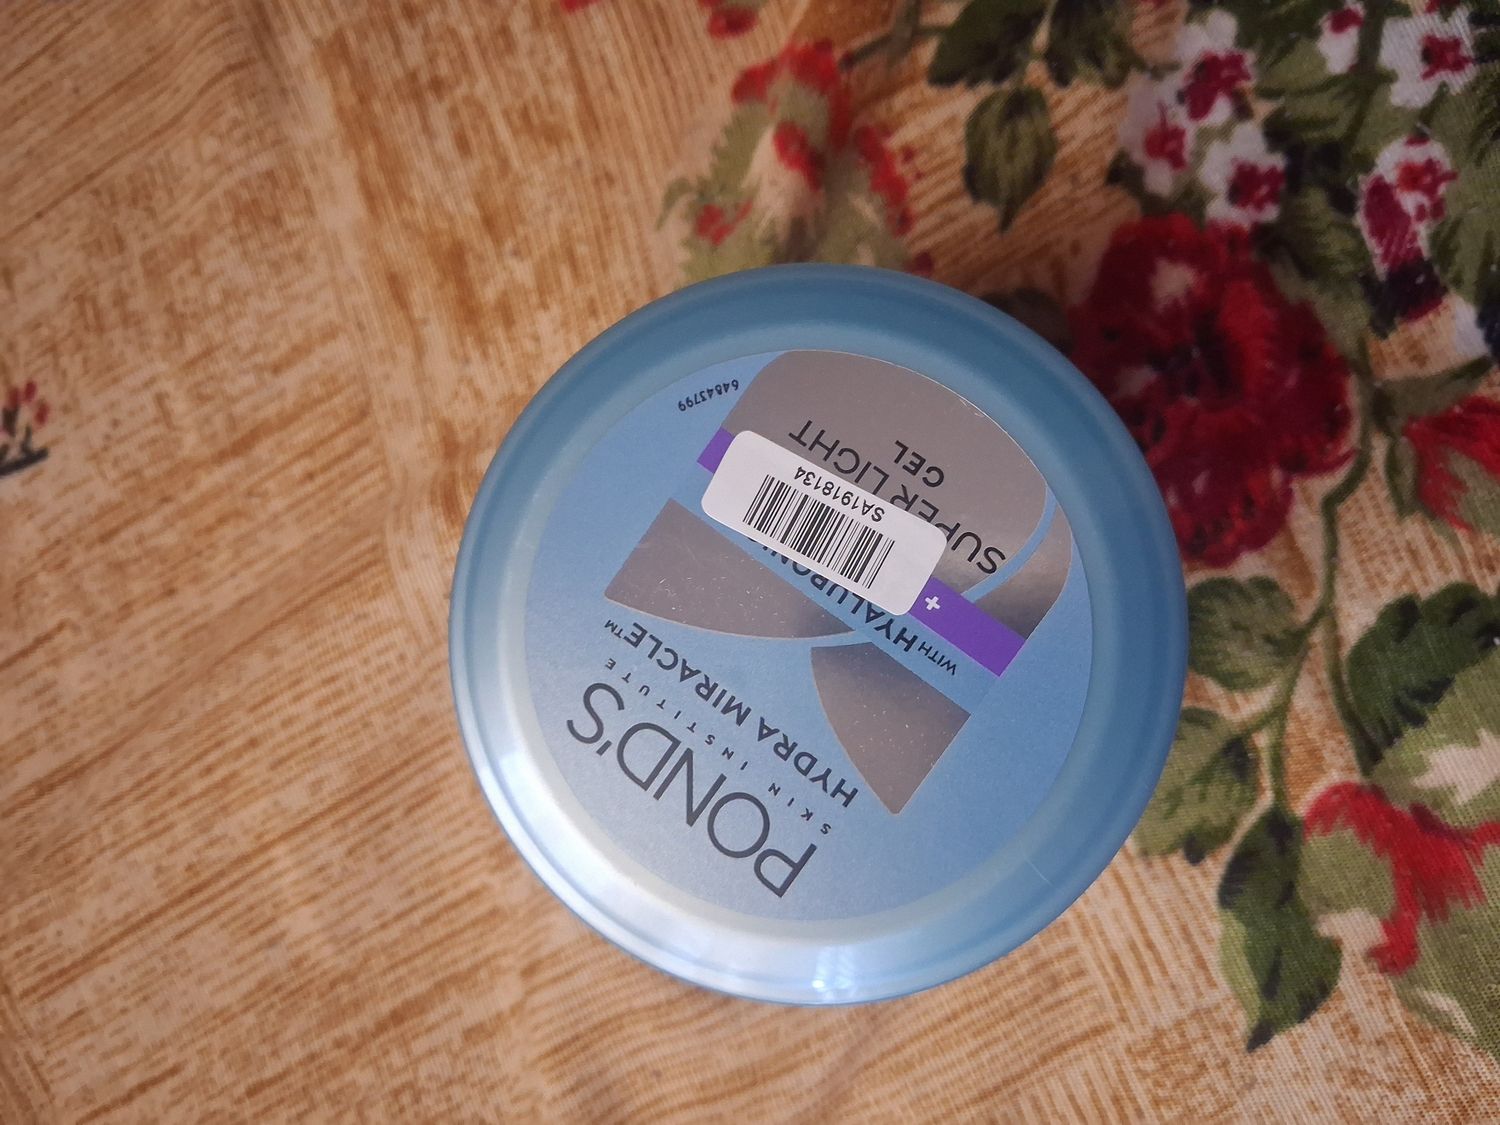 POND'S
SKIN INSTITUTE
HYDRA MIRACLE™
WITH HYALURONIC
+
SUPER LIGHT
GEL
SA1918134
64843799